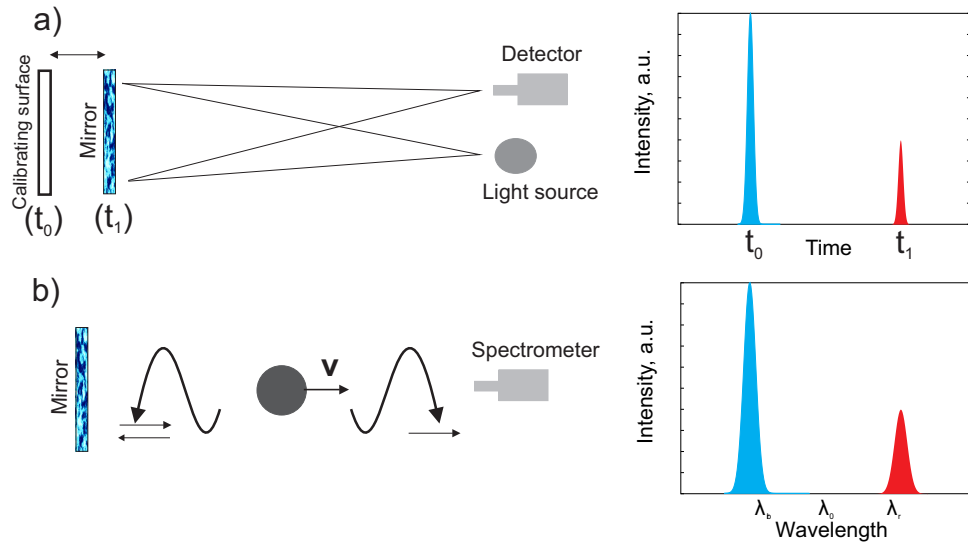 a)
Calibrating surface
(t₀)
Mirror
(t₁)
Detector
Light source
Intensity, a.u.
t₀
Time
t₁
b)
Mirror
v
Spectrometer
Intensity, a.u.
λb
λ₀
λr
Wavelength